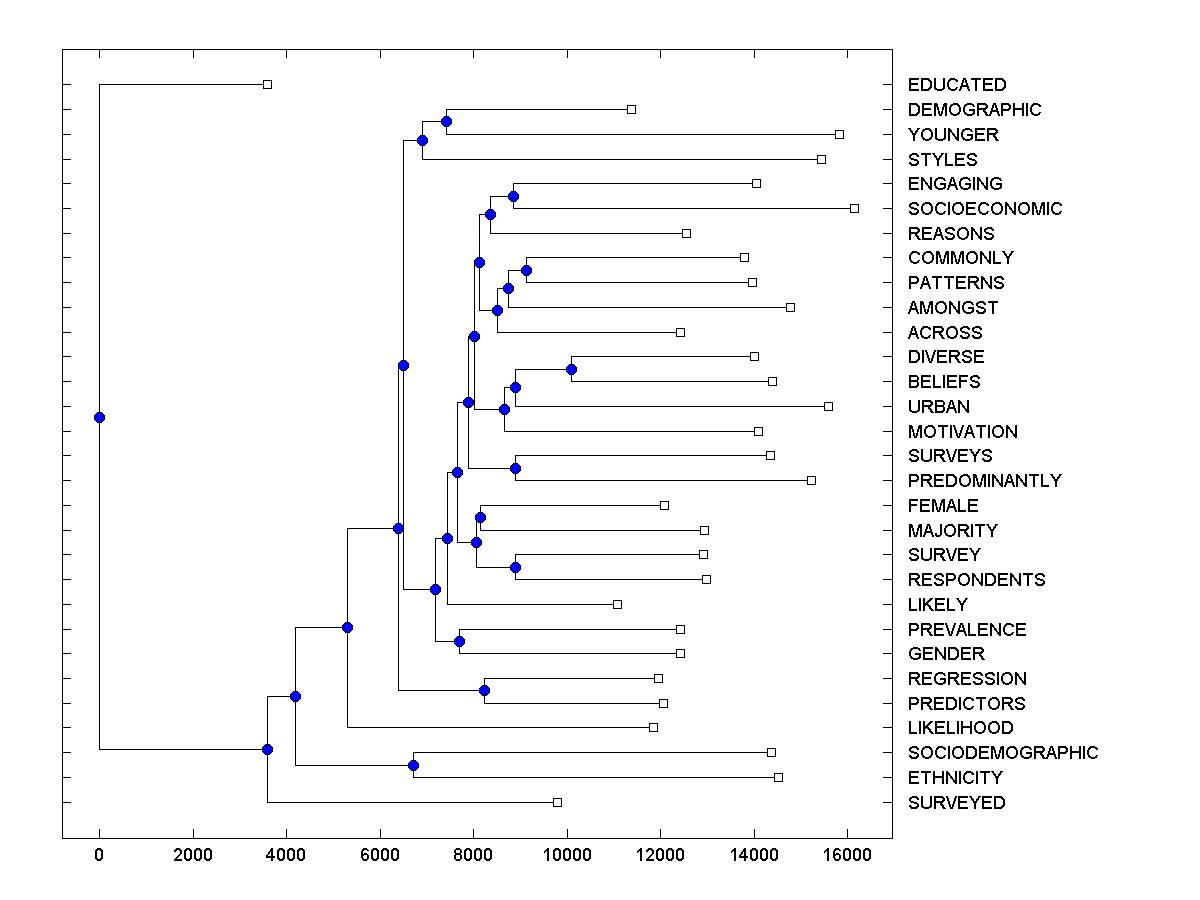 EDUCATED
DEMOGRAPHIC
YOUNGER
STYLES
ENGAGING
SOCIOECONOMIC
REASONS
COMMONLY
PATTERNS
AMONGST
ACROSS
DIVERSE
BELIEFS
URBAN
MOTIVATION
SURVEYS
PREDOMINANTLY
FEMALE
MAJORITY
SURVEY
RESPONDENTS
LIKELY
PREVALENCE
GENDER
REGRESSION
PREDICTORS
LIKELIHOOD
SOCIODEMOGRAPHIC
ETHNICITY
SURVEYED
0 2000 4000 6000 8000 10000 12000 14000 16000